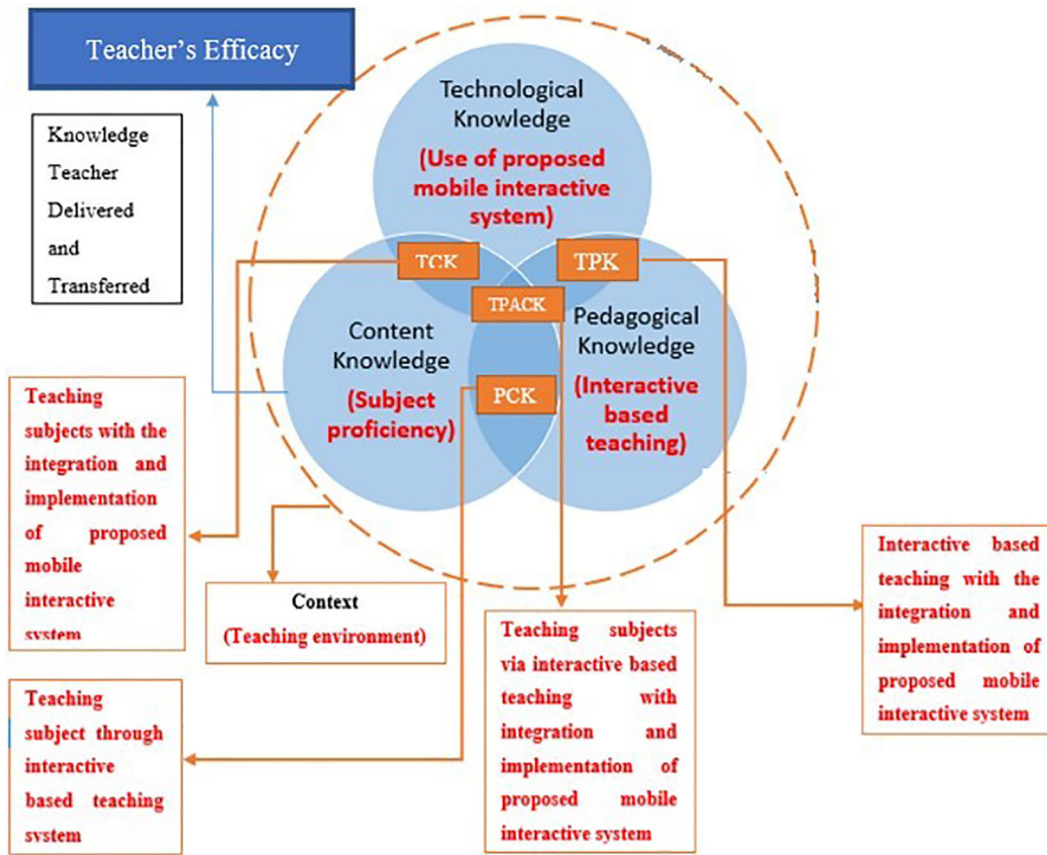 Teacher's Efficacy
Knowledge
Teacher
Delivered
and
Transferred
Technological
Knowledge
(Use of proposed
mobile interactive
system)
TCK
TPK
TPACK
Content
Knowledge
(Subject
proficiency)
PCK
Pedagogical
Knowledge
(Interactive
based
teaching)
Teaching
subjects with the
integration and
implementation
of proposed
mobile
interactive
system
Context
(Teaching environment)
Teaching
subject through
interactive
based teaching
system
Teaching subjects
via interactive based
teaching with
integration and
implementation of
proposed mobile
interactive system
Interactive based
teaching with the
integration and
implementation of
proposed mobile
interactive system